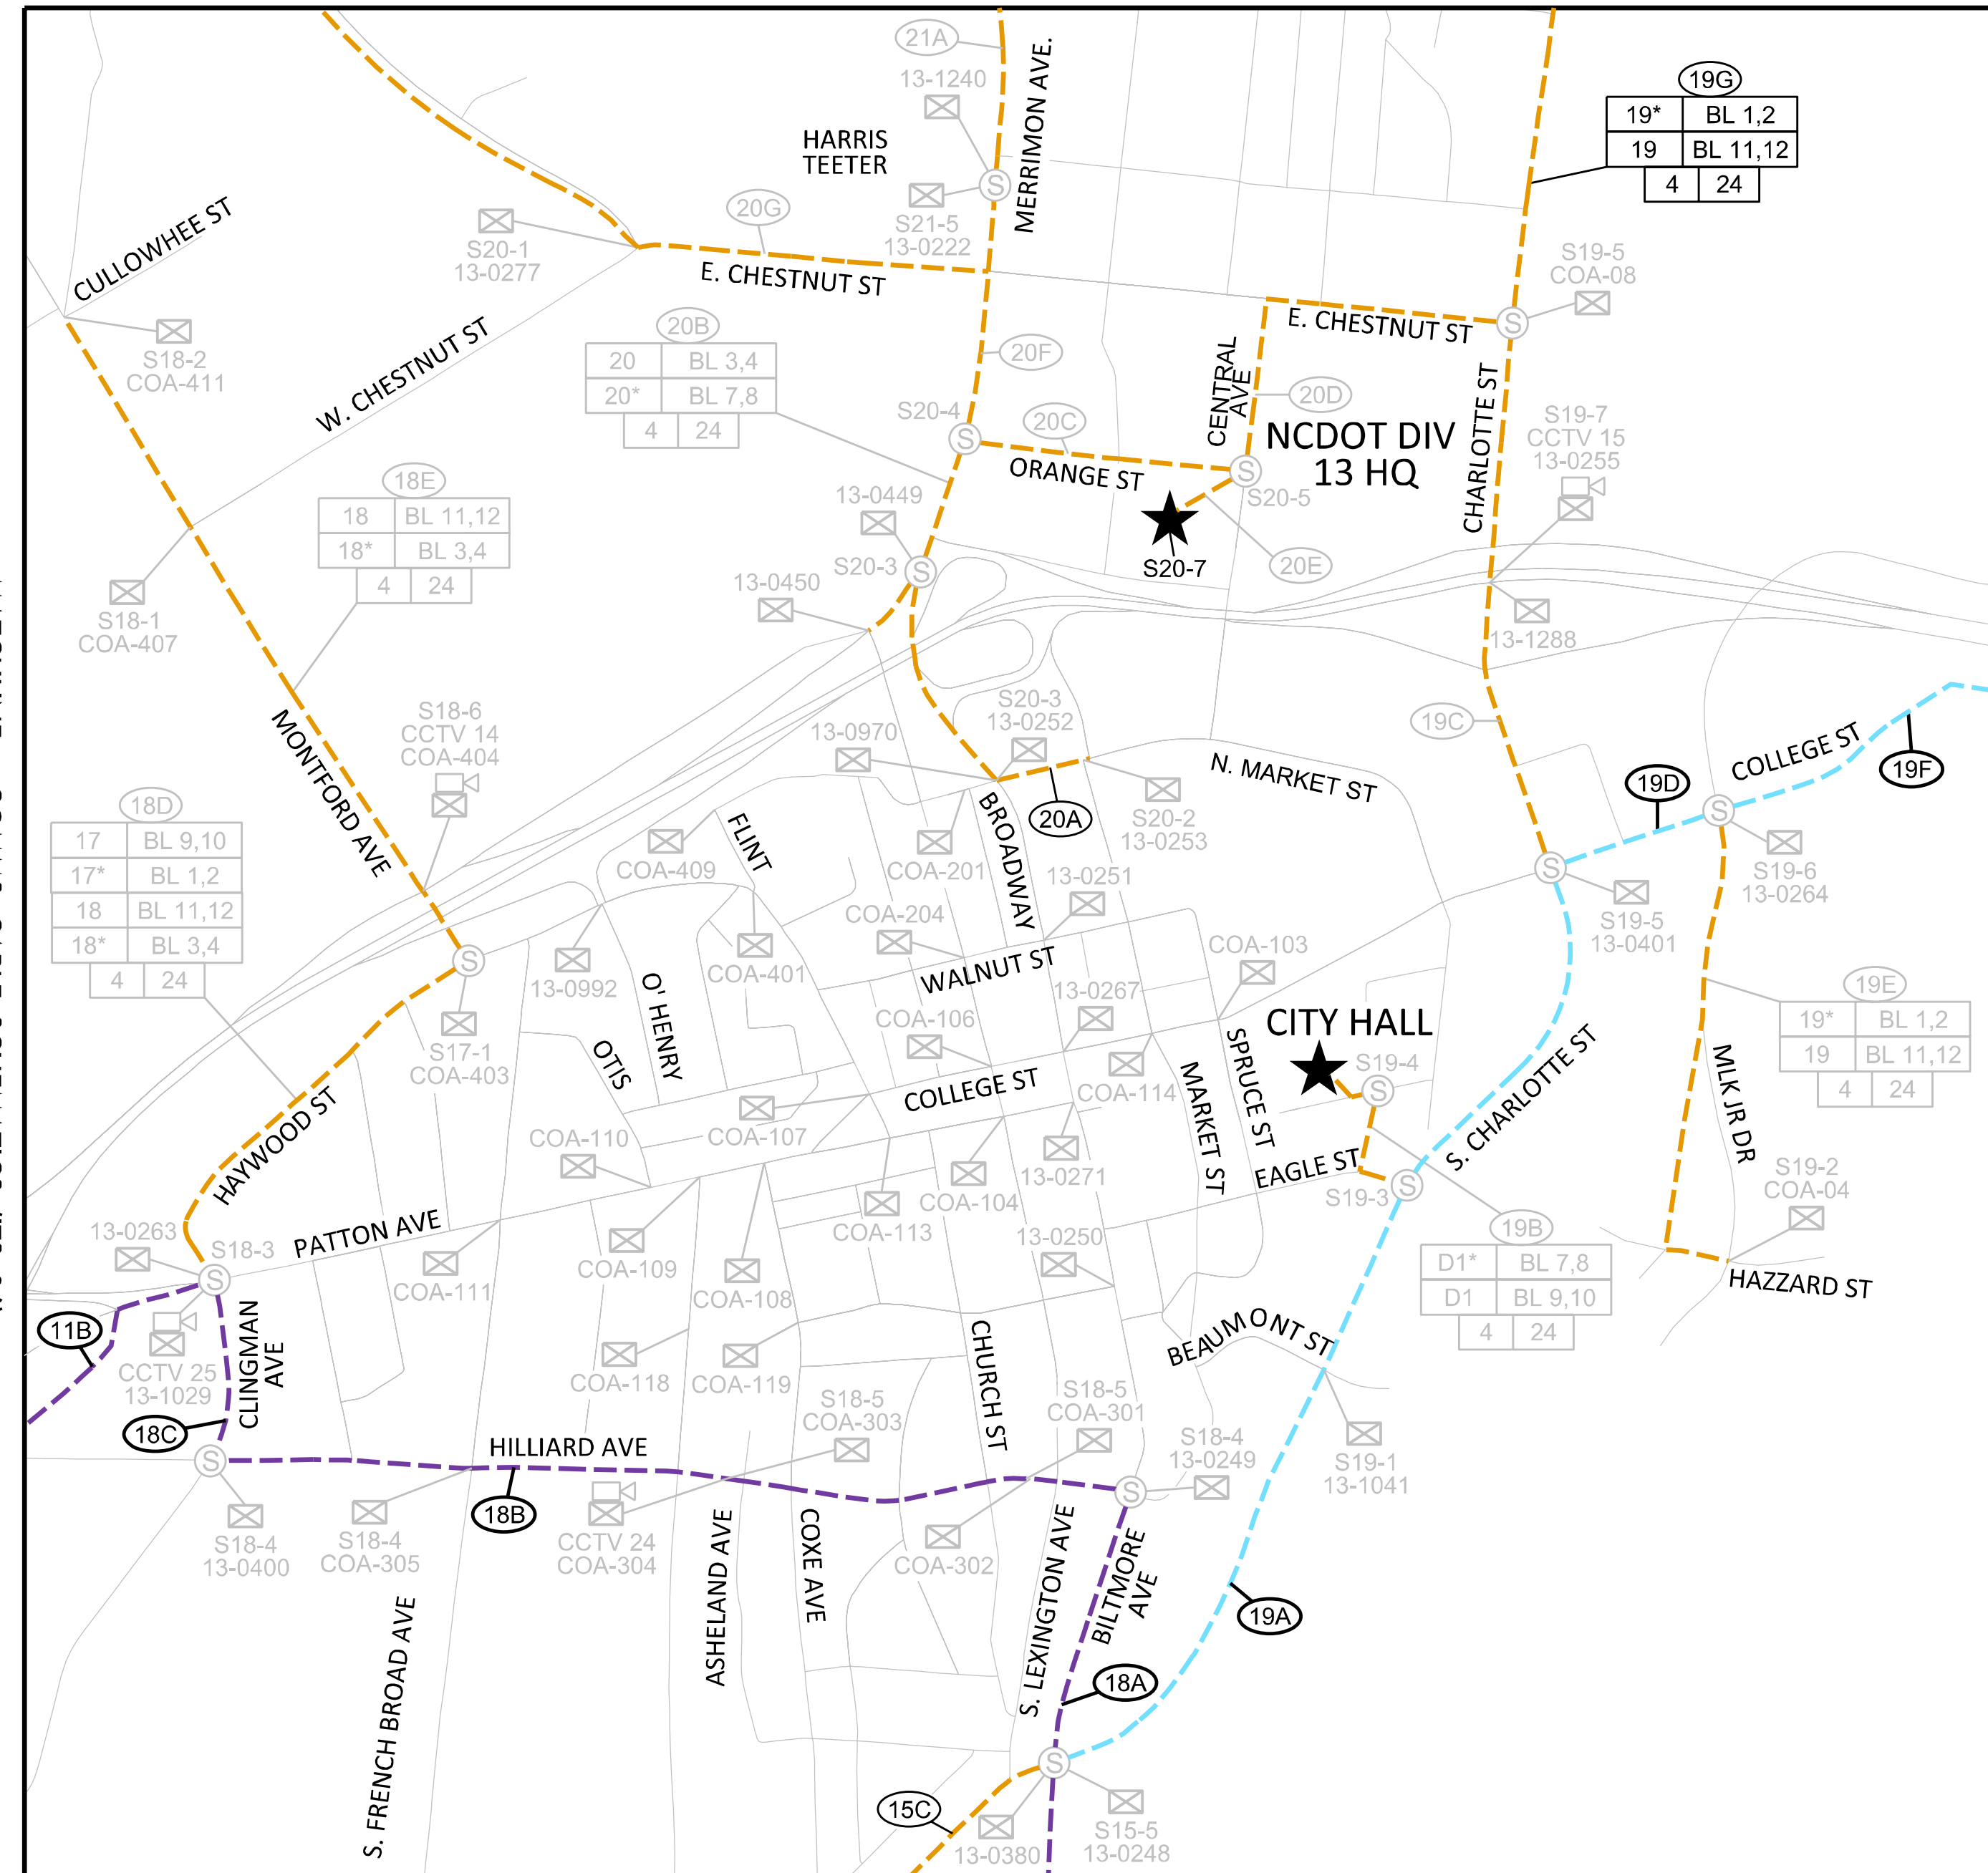 21A
13-1240
MERRIMON AVE.
HARRIS
TEETER
S21-5
13-0222
19G
19* BL 1,2
19 BL 11,12
4 24
CULLOWHEE ST
S20-1
13-0277
20G
E. CHESTNUT ST
S
S19-5
COA-08
S18-2
COA-411
W. CHESTNUT ST
20B
20 BL 3,4
20* BL 7,8
4 24
20F
E. CHESTNUT ST
S
CENTRAL
AVE
20D
CHARLOTTE ST
S20-4
S
20C
ORANGE ST
NCDOT DIV
13 HQ
S
S20-5
S19-7
CCTV 15
13-0255
18E
18 BL 11,12
18* BL 3,4
4 24
13-0449
S20-3
S
S20-7
20E
13-0450
S18-1
COA-407
13-1288
MONTFORD AVE
S18-6
CCTV 14
COA-404
S20-3
13-0252
13-0970
19C
N. MARKET ST
COLLEGE ST
19F
19D
S
18D
17 BL 9,10
17* BL 1,2
18 BL 11,12
18* BL 3,4
4 24
FLINT
BROADWAY
20A
S20-2
13-0253
COA-409
COA-201
13-0251
S
S19-6
13-0264
S19-5
13-0401
COA-204
COA-103
S
13-0992
COA-401
WALNUT ST
O' HENRY
13-0267
COA-106
CITY HALL
19E
19* BL 1,2
19 BL 11,12
4 24
S17-1
COA-403
OTIS
COLLEGE ST
COA-114
MARKET ST
SPRUCE ST
S19-4
S
S. CHARLOTTE ST
MLK JR DR
HAYWOOD ST
COA-110
COA-107
13-0271
EAGLE ST
S19-3
S
S19-2
COA-04
13-0263
S18-3
S
PATTON AVE
COA-111
COA-109
COA-108
COA-113
COA-104
13-0250
19B
D1* BL 7,8
D1 BL 9,10
4 24
HAZZARD ST
11B
CCTV 25
13-1029
CLINGMAN
AVE
COA-118
COA-119
CHURCH ST
BEAUMONT ST
18C
S
HILLIARD AVE
S18-5
COA-303
S18-5
COA-301
S18-4
13-0249
S19-1
13-1041
S
18B
S18-4
13-0400
S18-4
COA-305
CCTV 24
COA-304
ASHELAND AVE
COXE AVE
COA-302
S. LEXINGTON AVE
BILTMORE
AVE
19A
S. FRENCH BROAD AVE
18A
S
15C
13-0380
S15-5
13-0248